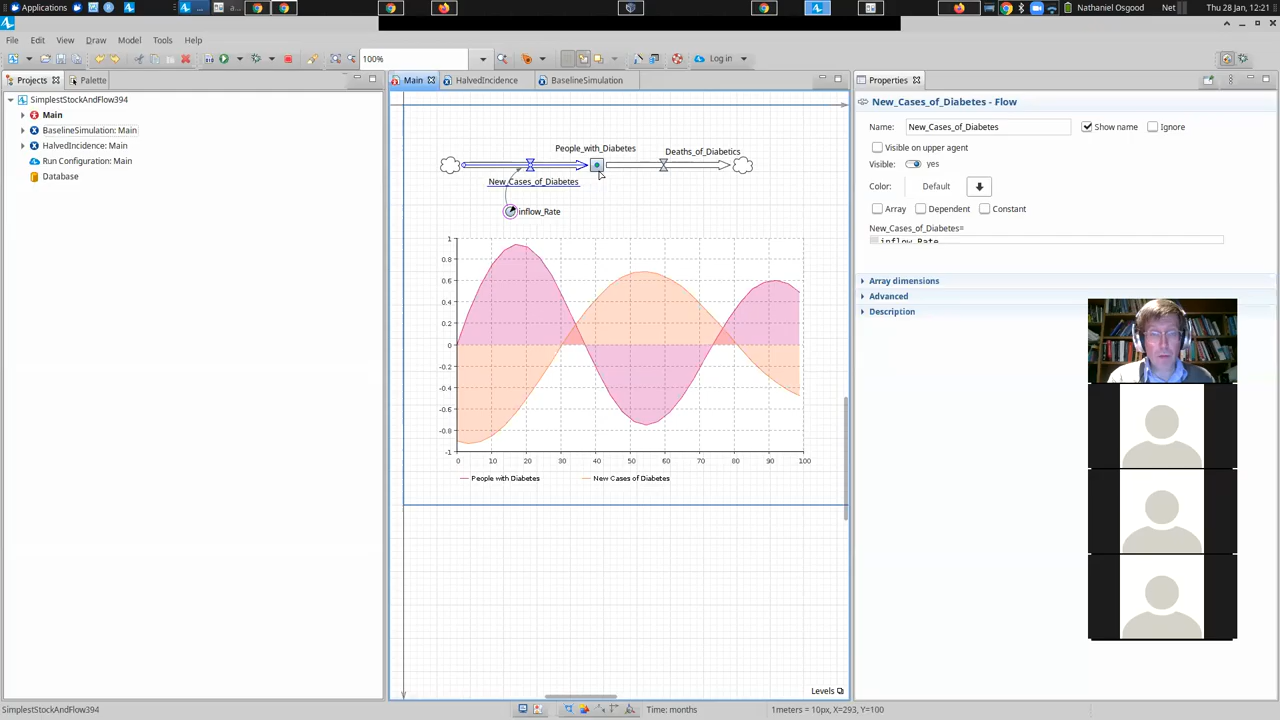 Applications
...
a...
Nathaniel Osgood
Net
Thu 28 Jan, 12:21
File Edit View Draw Model Tools Help
100%
Log in
Projects
Palette
Main
HalvedIncidence
BaselineSimulation
Properties
SimplestStockAndFlow394
Main
BaselineSimulation: Main
HalvedIncidence: Main
Run Configuration: Main
Database
People_with_Diabetes
Deaths_of_Diabetics
New_Cases_of_Diabetes
inflow_Rate
1
0.8
0.6
0.4
0.2
0
-0.2
-0.4
-0.6
-0.8
-1
0 10 20 30 40 50 60 70 80 90 100
People with Diabetes
New Cases of Diabetes
Levels
New_Cases_of_Diabetes - Flow
Name: New_Cases_of_Diabetes Show name Ignore
Visible on upper agent
Visible: yes
Color: Default
Array Dependent Constant
New_Cases_of_Diabetes=
inflow_Rate
Array dimensions
Advanced
Description
SimplestStockAndFlow394
Time: months
1meters = 10px, X=293, Y=100